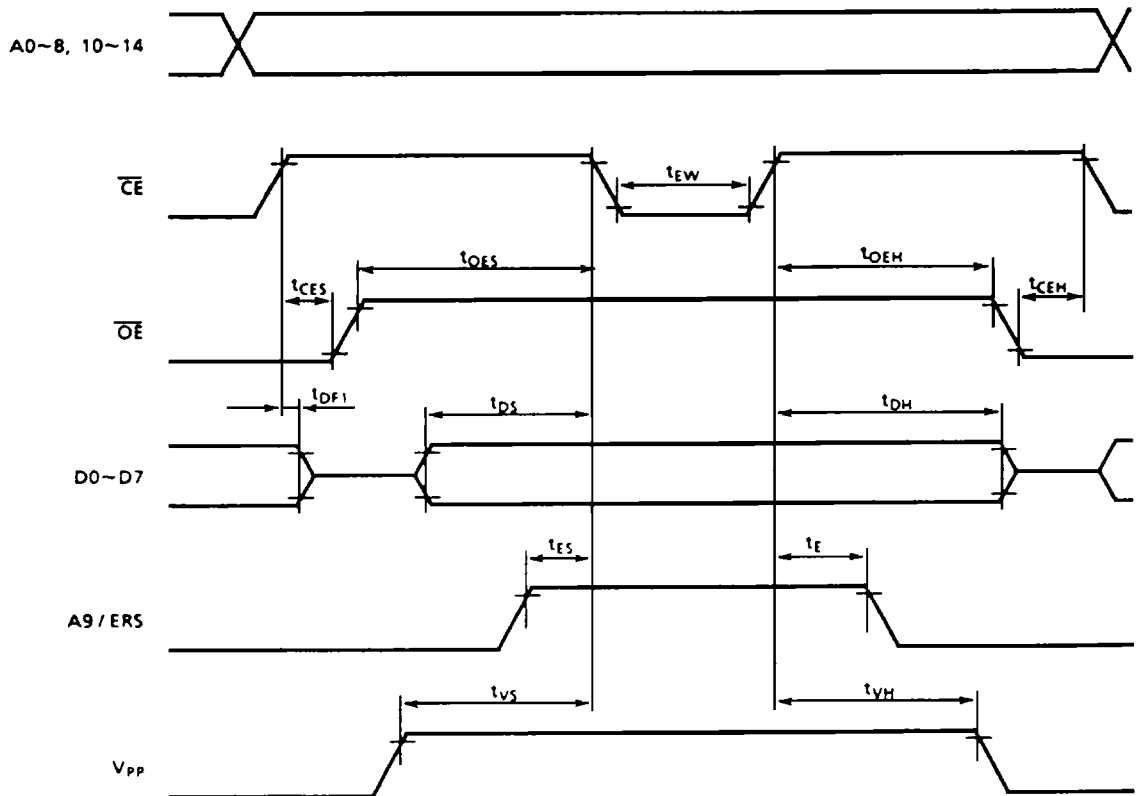 A0~8, 10~14
CE
tEW
tOES
tOEH
tCES
tCEH
OE
tDF1
tDS
tDH
D0~D7
tES
tE
A9/ERS
tVS
tVH
VPP